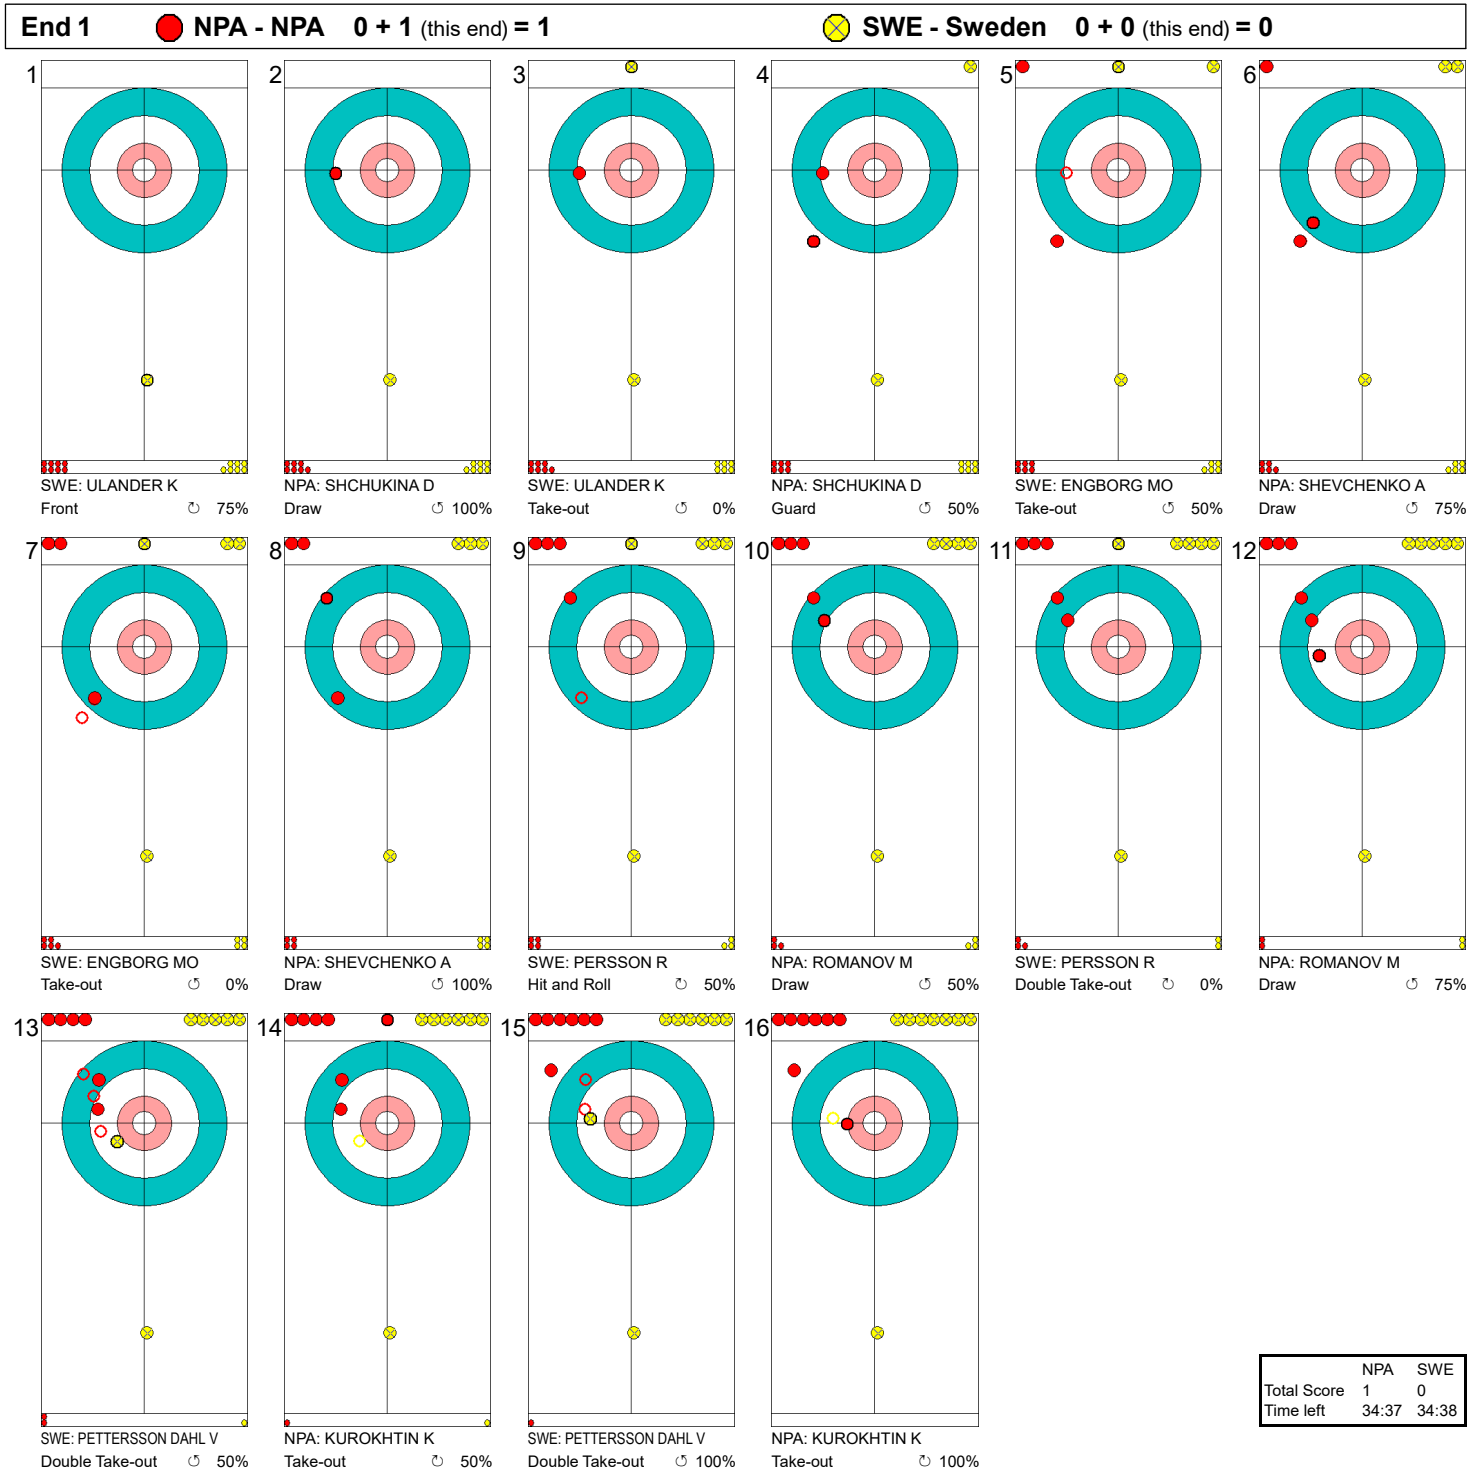 End 1 NPA - NPA 0 + 1 (this end) = 1 SWE - Sweden 0 + 0 (this end) = 0
1 2 3 4 5 6
SWE: ULANDER K NPA: SHCHUKINA D SWE: ULANDER K NPA: SHCHUKINA D SWE: ENGBORG MO NPA: SHEVCHENKO A
Front ↻ 75% Draw ↺ 100% Take-out ↺ 0% Guard ↺ 50% Take-out ↺ 50% Draw ↺ 75%
7 8 9 10 11 12
SWE: ENGBORG MO NPA: SHEVCHENKO A SWE: PERSSON R NPA: ROMANOV M SWE: PERSSON R NPA: ROMANOV M
Take-out ↺ 0% Draw ↺ 100% Hit and Roll ↻ 50% Draw ↺ 50% Double Take-out ↻ 0% Draw ↺ 75%
13 14 15 16
SWE: PETTERSSON DAHL V NPA: KUROKHTIN K SWE: PETTERSSON DAHL V NPA: KUROKHTIN K
Double Take-out ↺ 50% Take-out ↻ 50% Double Take-out ↺ 100% Take-out ↻ 100%
NPA SWE
Total Score 1 0
Time left 34:37 34:38